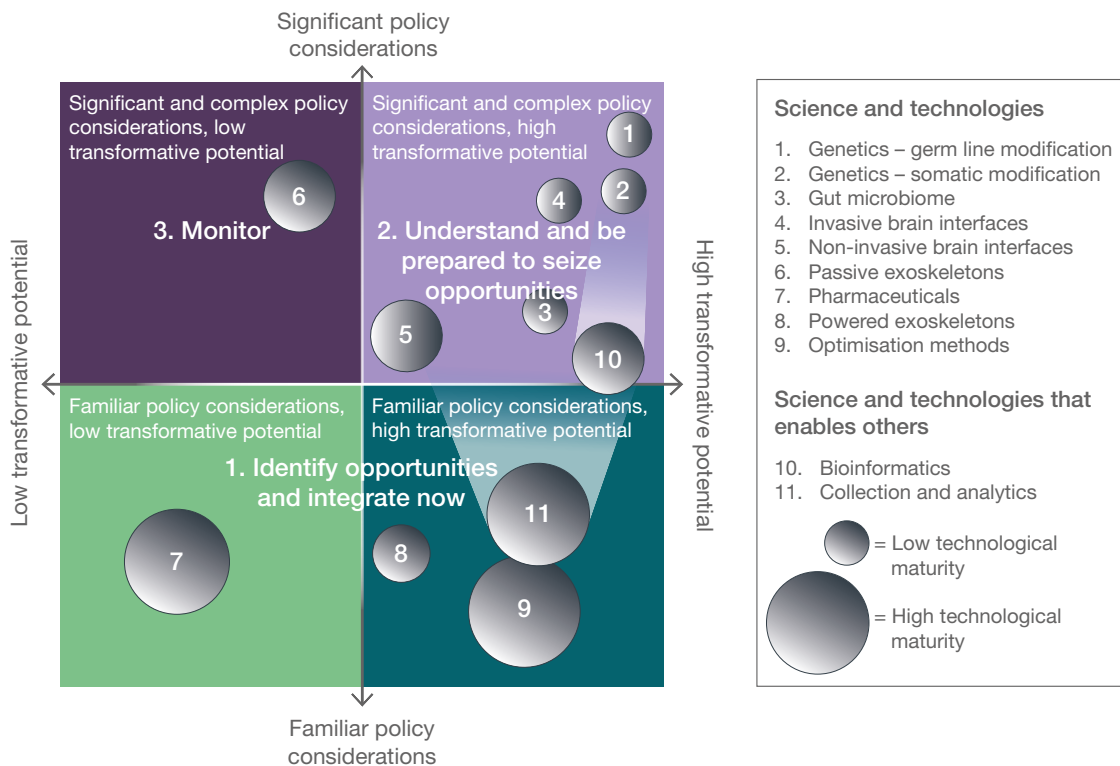 Significant policy
considerations
Significant and complex policy
considerations, low
transformative potential
6
3. Monitor
Significant and complex policy
considerations, high
transformative potential
1
2
4
2. Understand and be
prepared to seize
opportunities
3
5
10
Low transformative potential
High transformative potential
Familiar policy considerations,
low transformative potential
Familiar policy considerations,
high transformative potential
1. Identify opportunities
and integrate now
11
7
8
9
Familiar policy
considerations
Science and technologies
1. Genetics – germ line modification
2. Genetics – somatic modification
3. Gut microbiome
4. Invasive brain interfaces
5. Non-invasive brain interfaces
6. Passive exoskeletons
7. Pharmaceuticals
8. Powered exoskeletons
9. Optimisation methods
Science and technologies that
enables others
10. Bioinformatics
11. Collection and analytics
= Low technological
maturity
= High technological
maturity